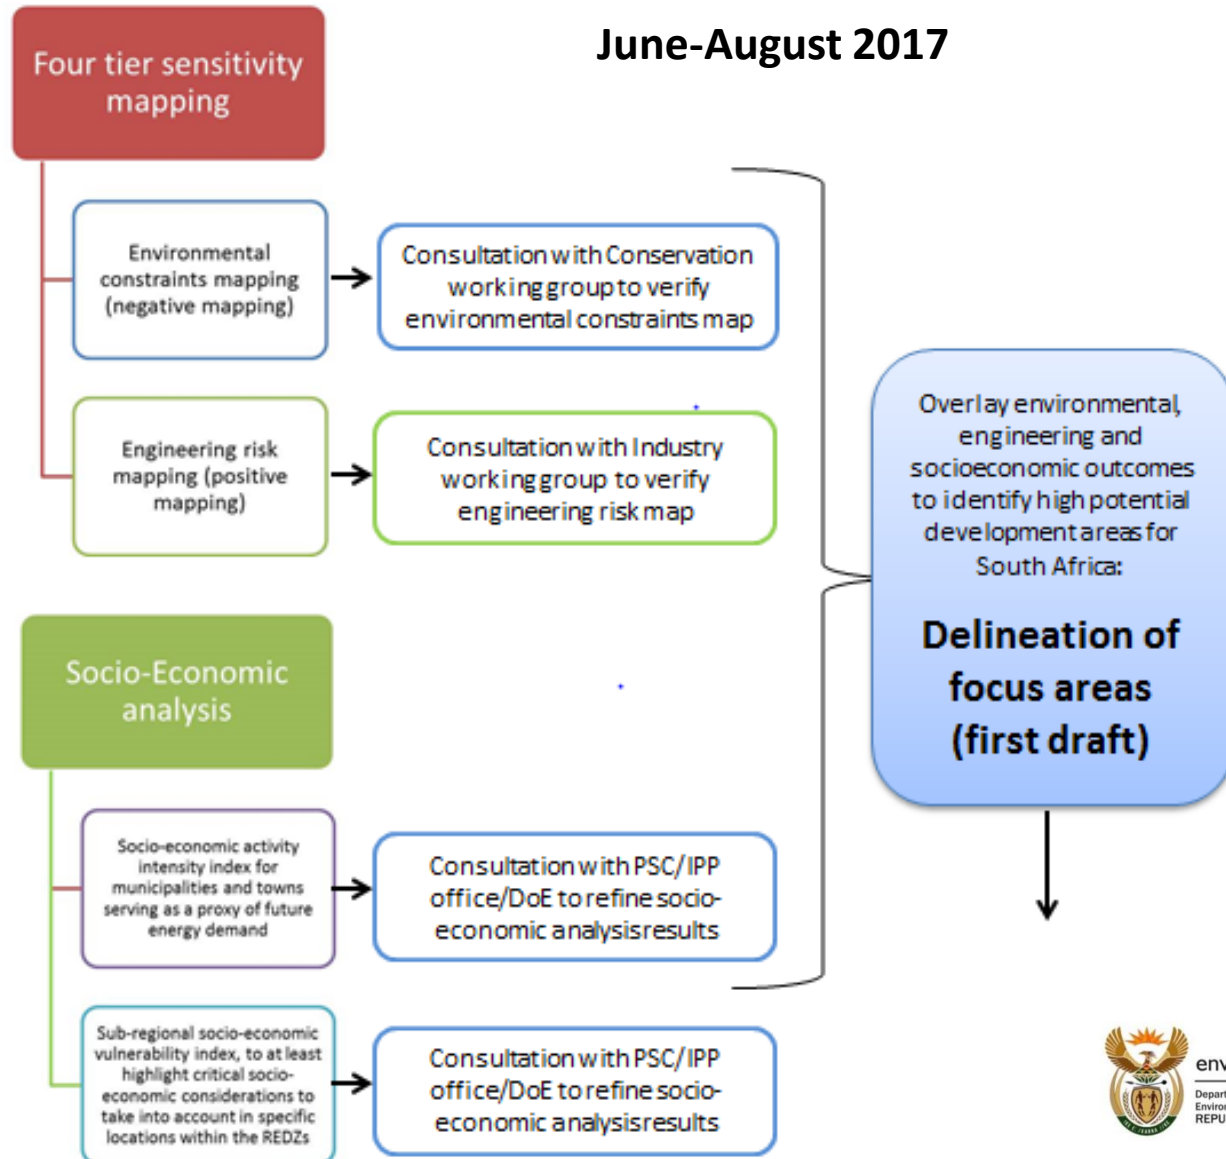 June-August 2017
Four tier sensitivity
mapping
Environmental
constraints mapping
(negative mapping)
Consultation with Conservation
working group to verify
environmental constraints map
Engineering risk
mapping (positive
mapping)
Consultation with Industry
working group to verify
engineering risk map
Socio-Economic
analysis
Socio-economic activity
intensity index for
municipalities and towns
serving as a proxy of future
energy demand
Consultation with PSC/IPP
office/DoE to refine socio-
economic analysis results
Sub-regional socio-economic
vulnerability index, to at least
highlight critical socio-
economic considerations to
take into account in specific
locations within the REDZs
Consultation with PSC/IPP
office/DoE to refine socio-
economic analysis results
Overlay environmental,
engineering and
socioeconomic outcomes
to identify high potential
development areas for
South Africa:
Delineation of
focus areas
(first draft)
env
Depart
Enviro
REPU